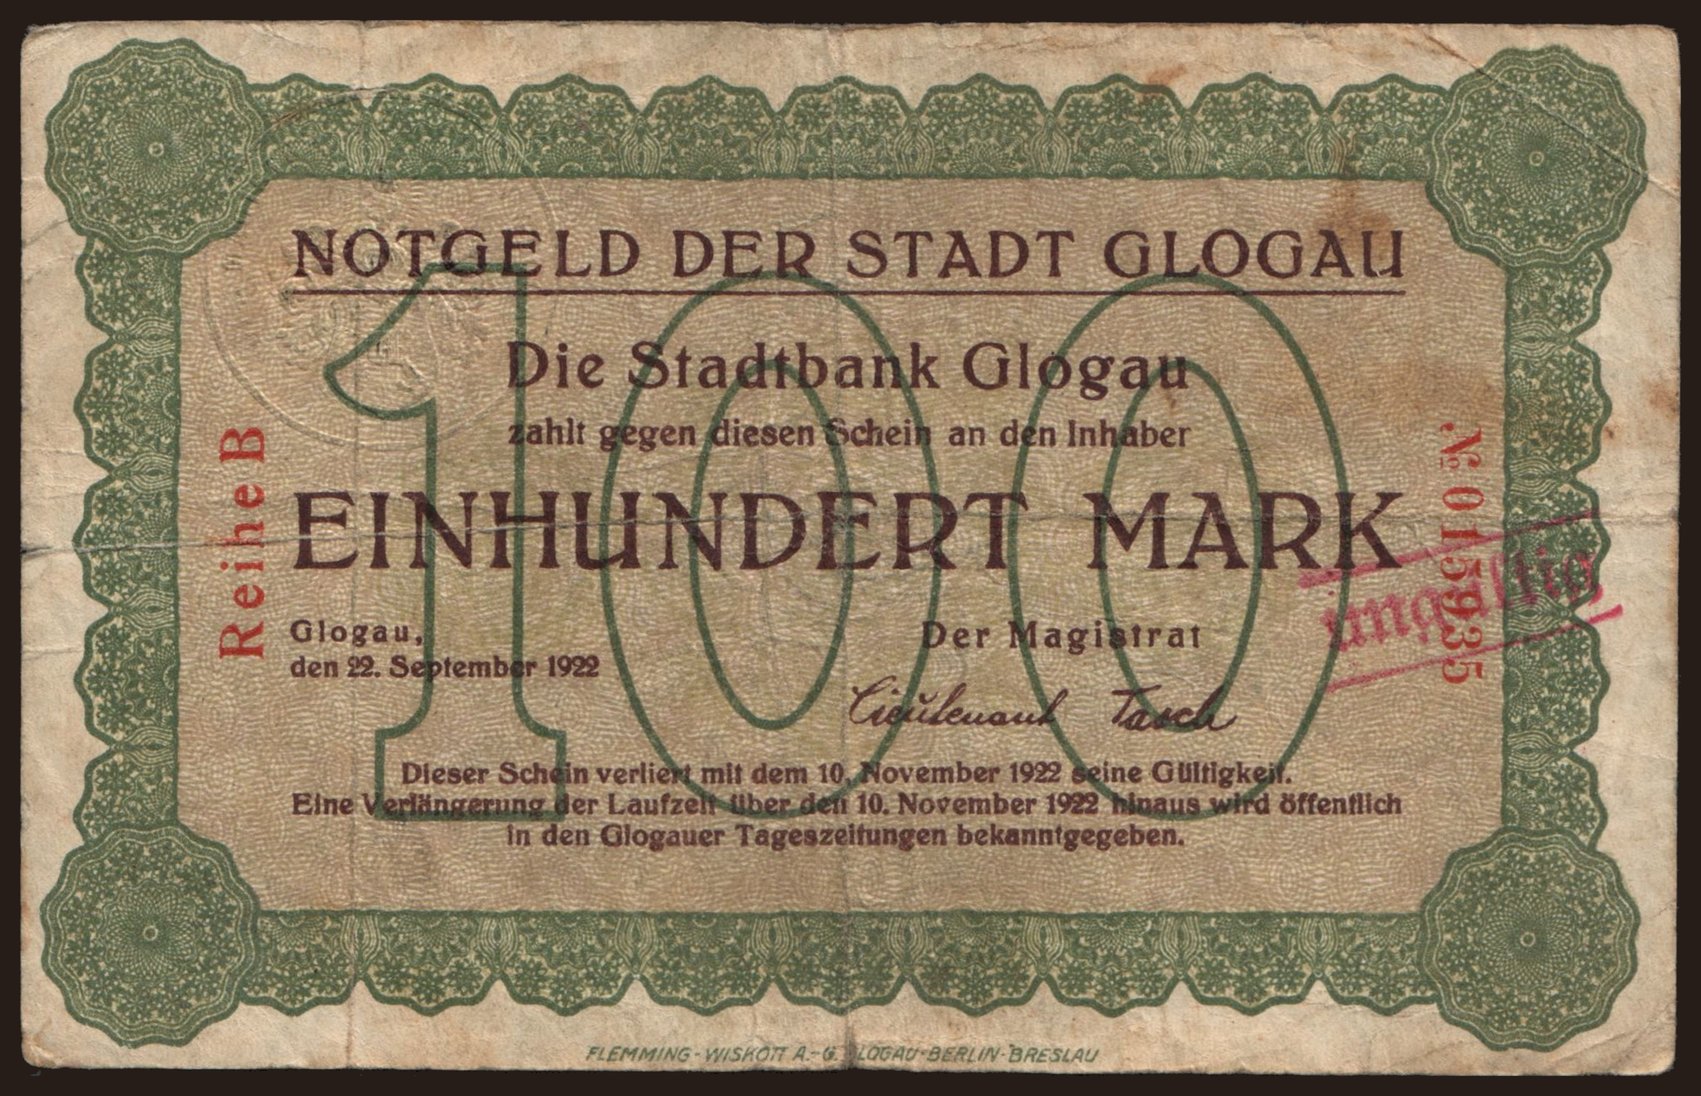 NOTGELD DER STADT GLOGAU
Die Stadtbank Glogau
zahlt gegen diesen Schein an den Inhaber
EINHUNDERT MARK
100
Reihe B
№ 015935
ungültig
Glogau,
den 22. September 1922
Der Magistrat
Tasch
Dieser Schein verliert mit dem 10. November 1922 seine Gültigkeit.
Eine Verlängerung der Laufzeit über den 10. November 1922 hinaus wird öffentlich
in den Glogauer Tageszeitungen bekanntgegeben.
FLEMMING-WISKOTT A.-G. GLOGAU-BERLIN-BRESLAU